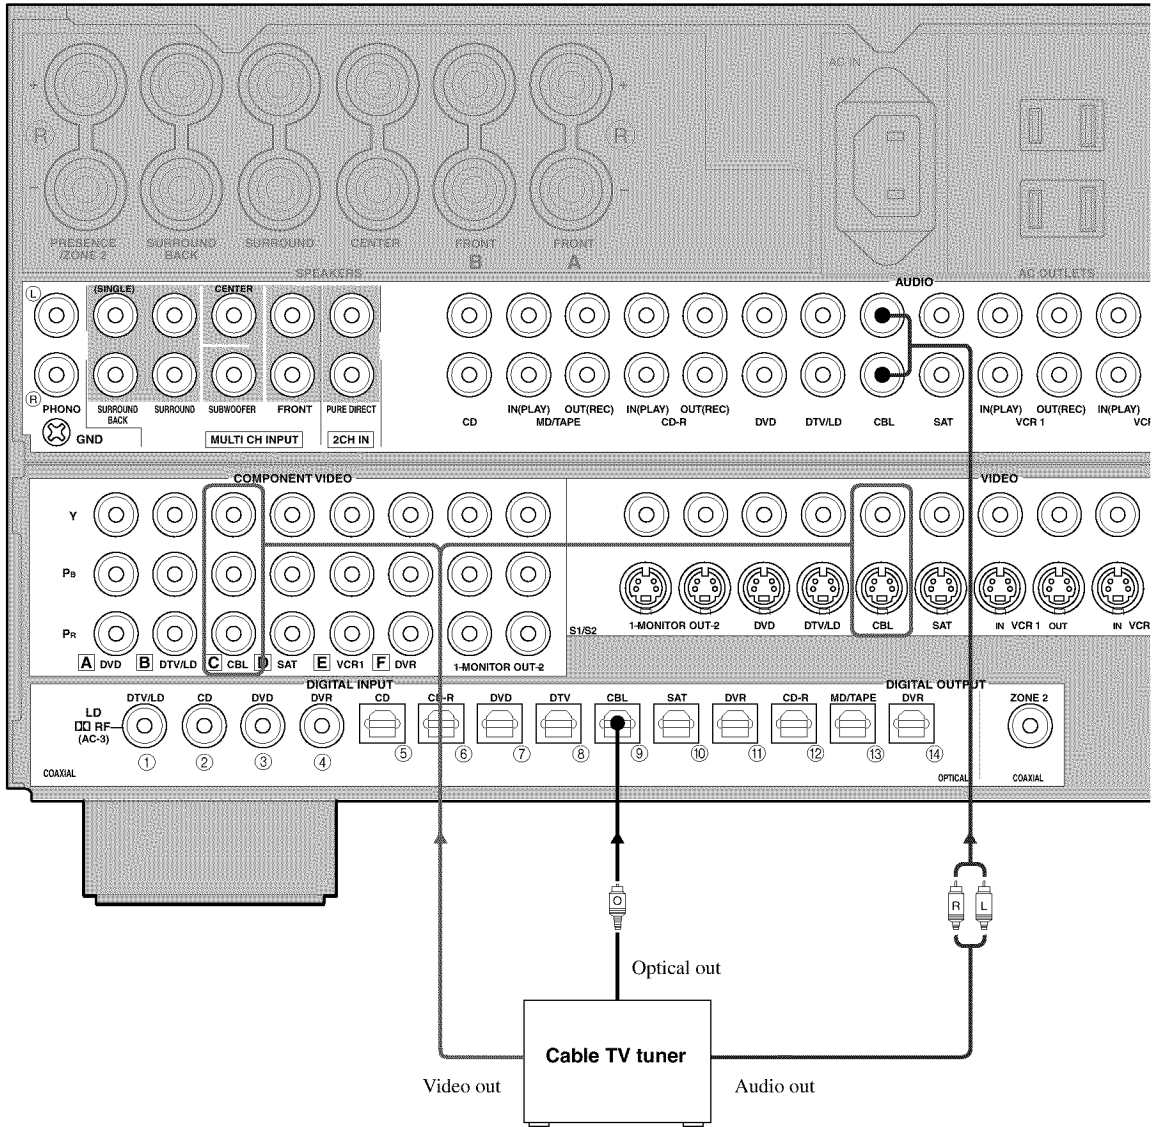 AC IN
+ +
R R
− −
PRESENCE /ZONE 2 SURROUND BACK SURROUND CENTER FRONT B FRONT A
SPEAKERS AC OUTLETS
AUDIO
L (SINGLE) CENTER
R
PHONO SURROUND BACK SURROUND SUBWOOFER FRONT PURE DIRECT
GND MULTI CH INPUT 2CH IN
IN(PLAY) OUT(REC) IN(PLAY) OUT(REC) IN(PLAY) OUT(REC) IN(PLAY)
CD MD/TAPE CD-R DVD DTV/LD CBL SAT VCR 1 VCR
COMPONENT VIDEO VIDEO
Y
PB
PR
S1/S2 1-MONITOR OUT-2 DVD DTV/LD CBL SAT IN VCR 1 OUT IN VCR
A DVD B DTV/LD C CBL D SAT E VCR1 F DVR 1-MONITOR OUT-2
DIGITAL INPUT DIGITAL OUTPUT
DTV/LD CD DVD DVR CD CD-R DVD DTV CBL SAT DVR CD-R MD/TAPE DVR ZONE 2
LD
RF
(AC-3)
1 2 3 4 5 6 7 8 9 10 11 12 13 14
COAXIAL OPTICAL COAXIAL
O R L
Optical out
Cable TV tuner
Video out Audio out